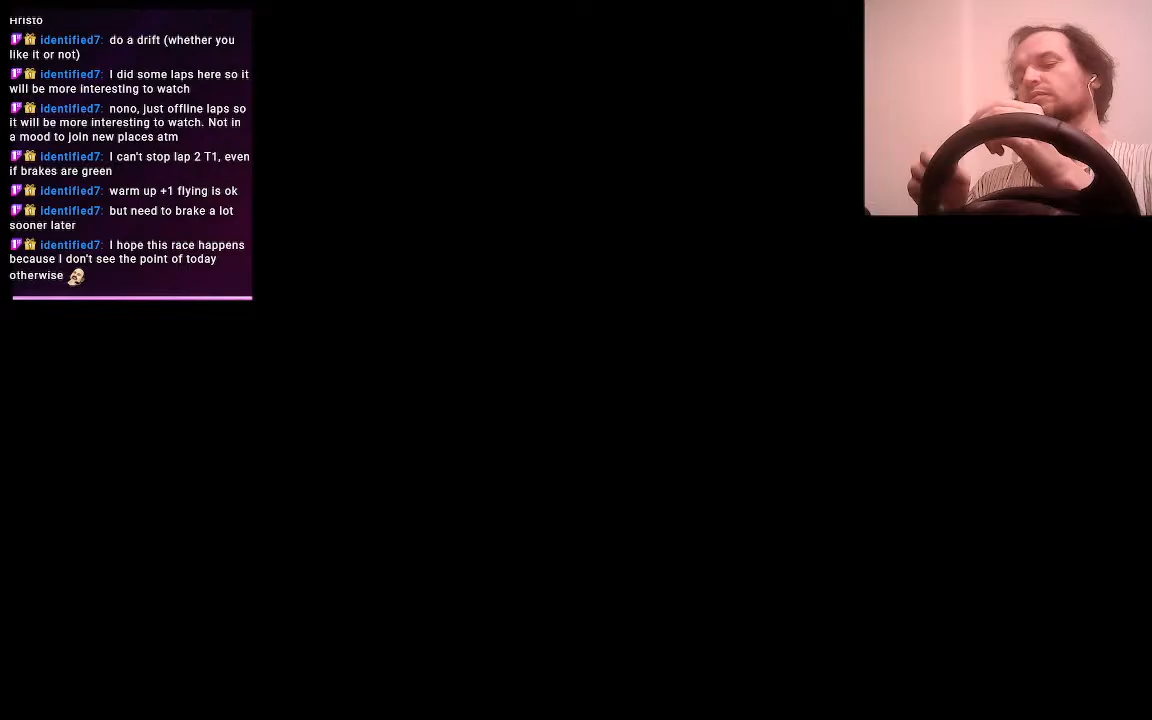 Hristo
identified7: do a drift (whether you
like it or not)
identified7: I did some laps here so it
will be more interesting to watch
identified7: nono, just offline laps so
it will be more interesting to watch. Not in
a mood to join new places atm
identified7: I can't stop lap 2 T1, even
if brakes are green
identified7: warm up +1 flying is ok
identified7: but need to brake a lot
sooner later
identified7: I hope this race happens
because I don't see the point of today
otherwise